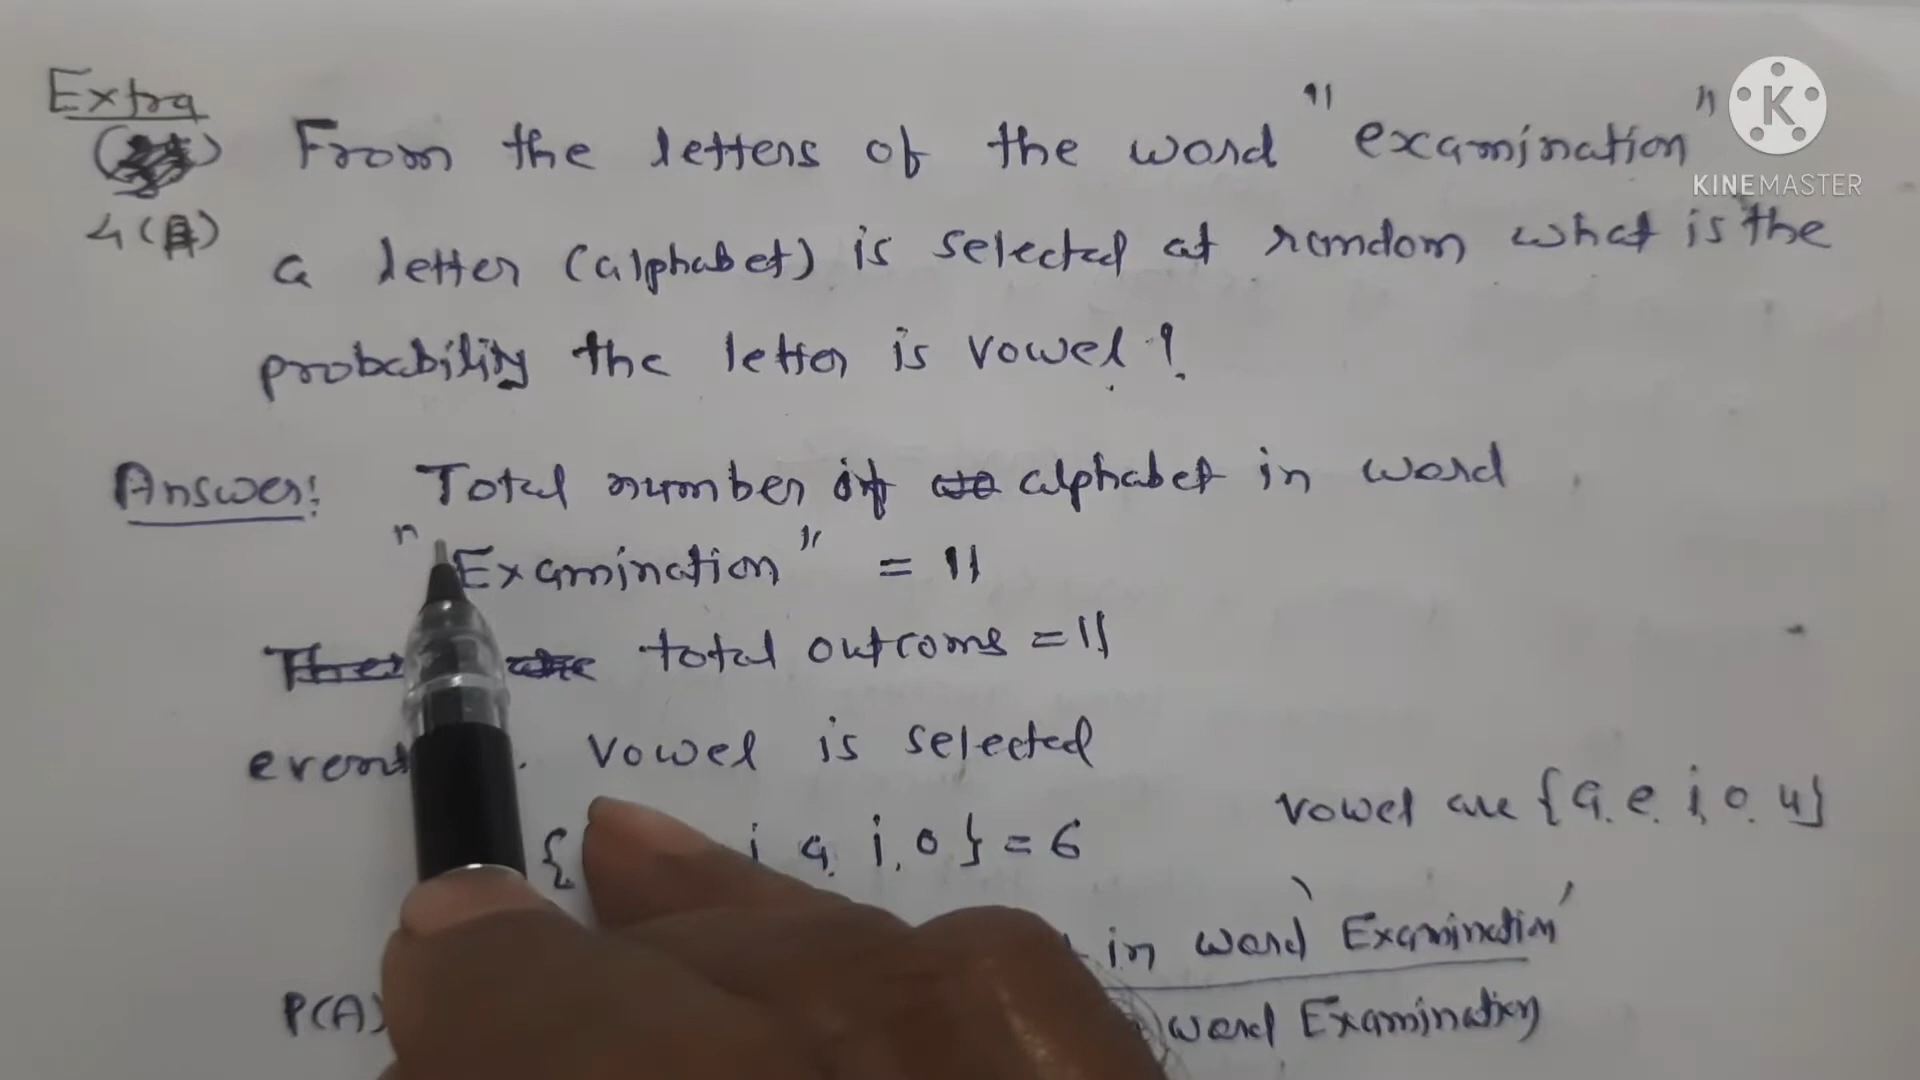 Extra
4(A)
From the letters of the word "examination"
a letter (alphabet) is selected at random what is the
probability the letter is vowel?
Answer: Total number of alphabet in word
"Examination" = 11
total outcoms = 11
event vowel is selected
{ i, a, i, o } = 6
vowel are {a, e, i, o, u}
in word 'Examination'
P(A)
word Examination
KINEMASTER